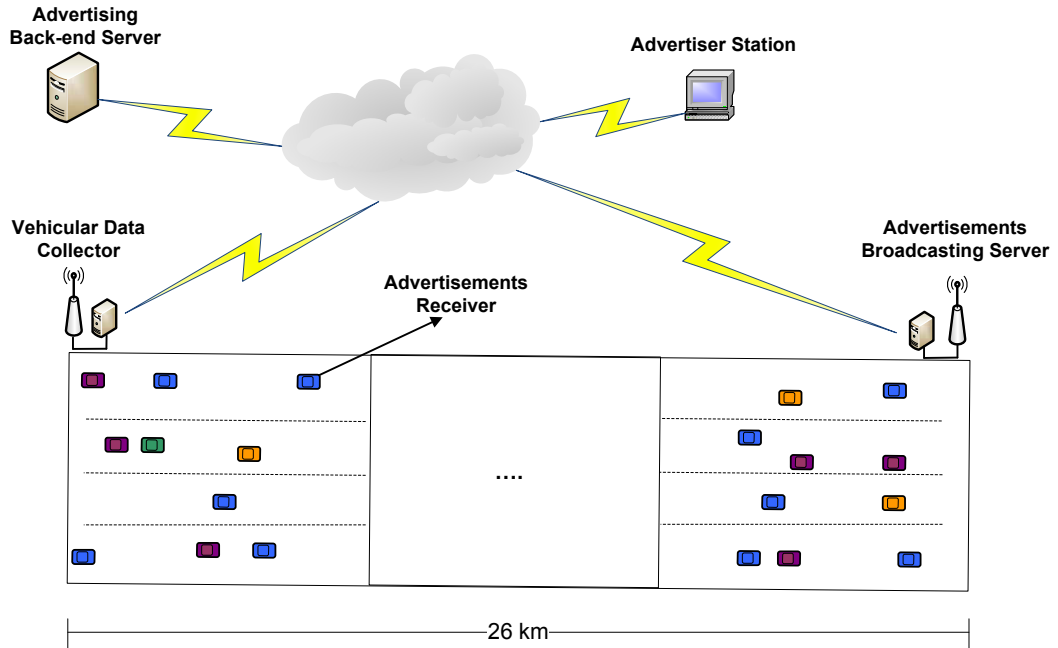 Advertising
Back-end Server
Advertiser Station
Vehicular Data
Collector
Advertisements
Broadcasting Server
Advertisements
Receiver
....
26 km